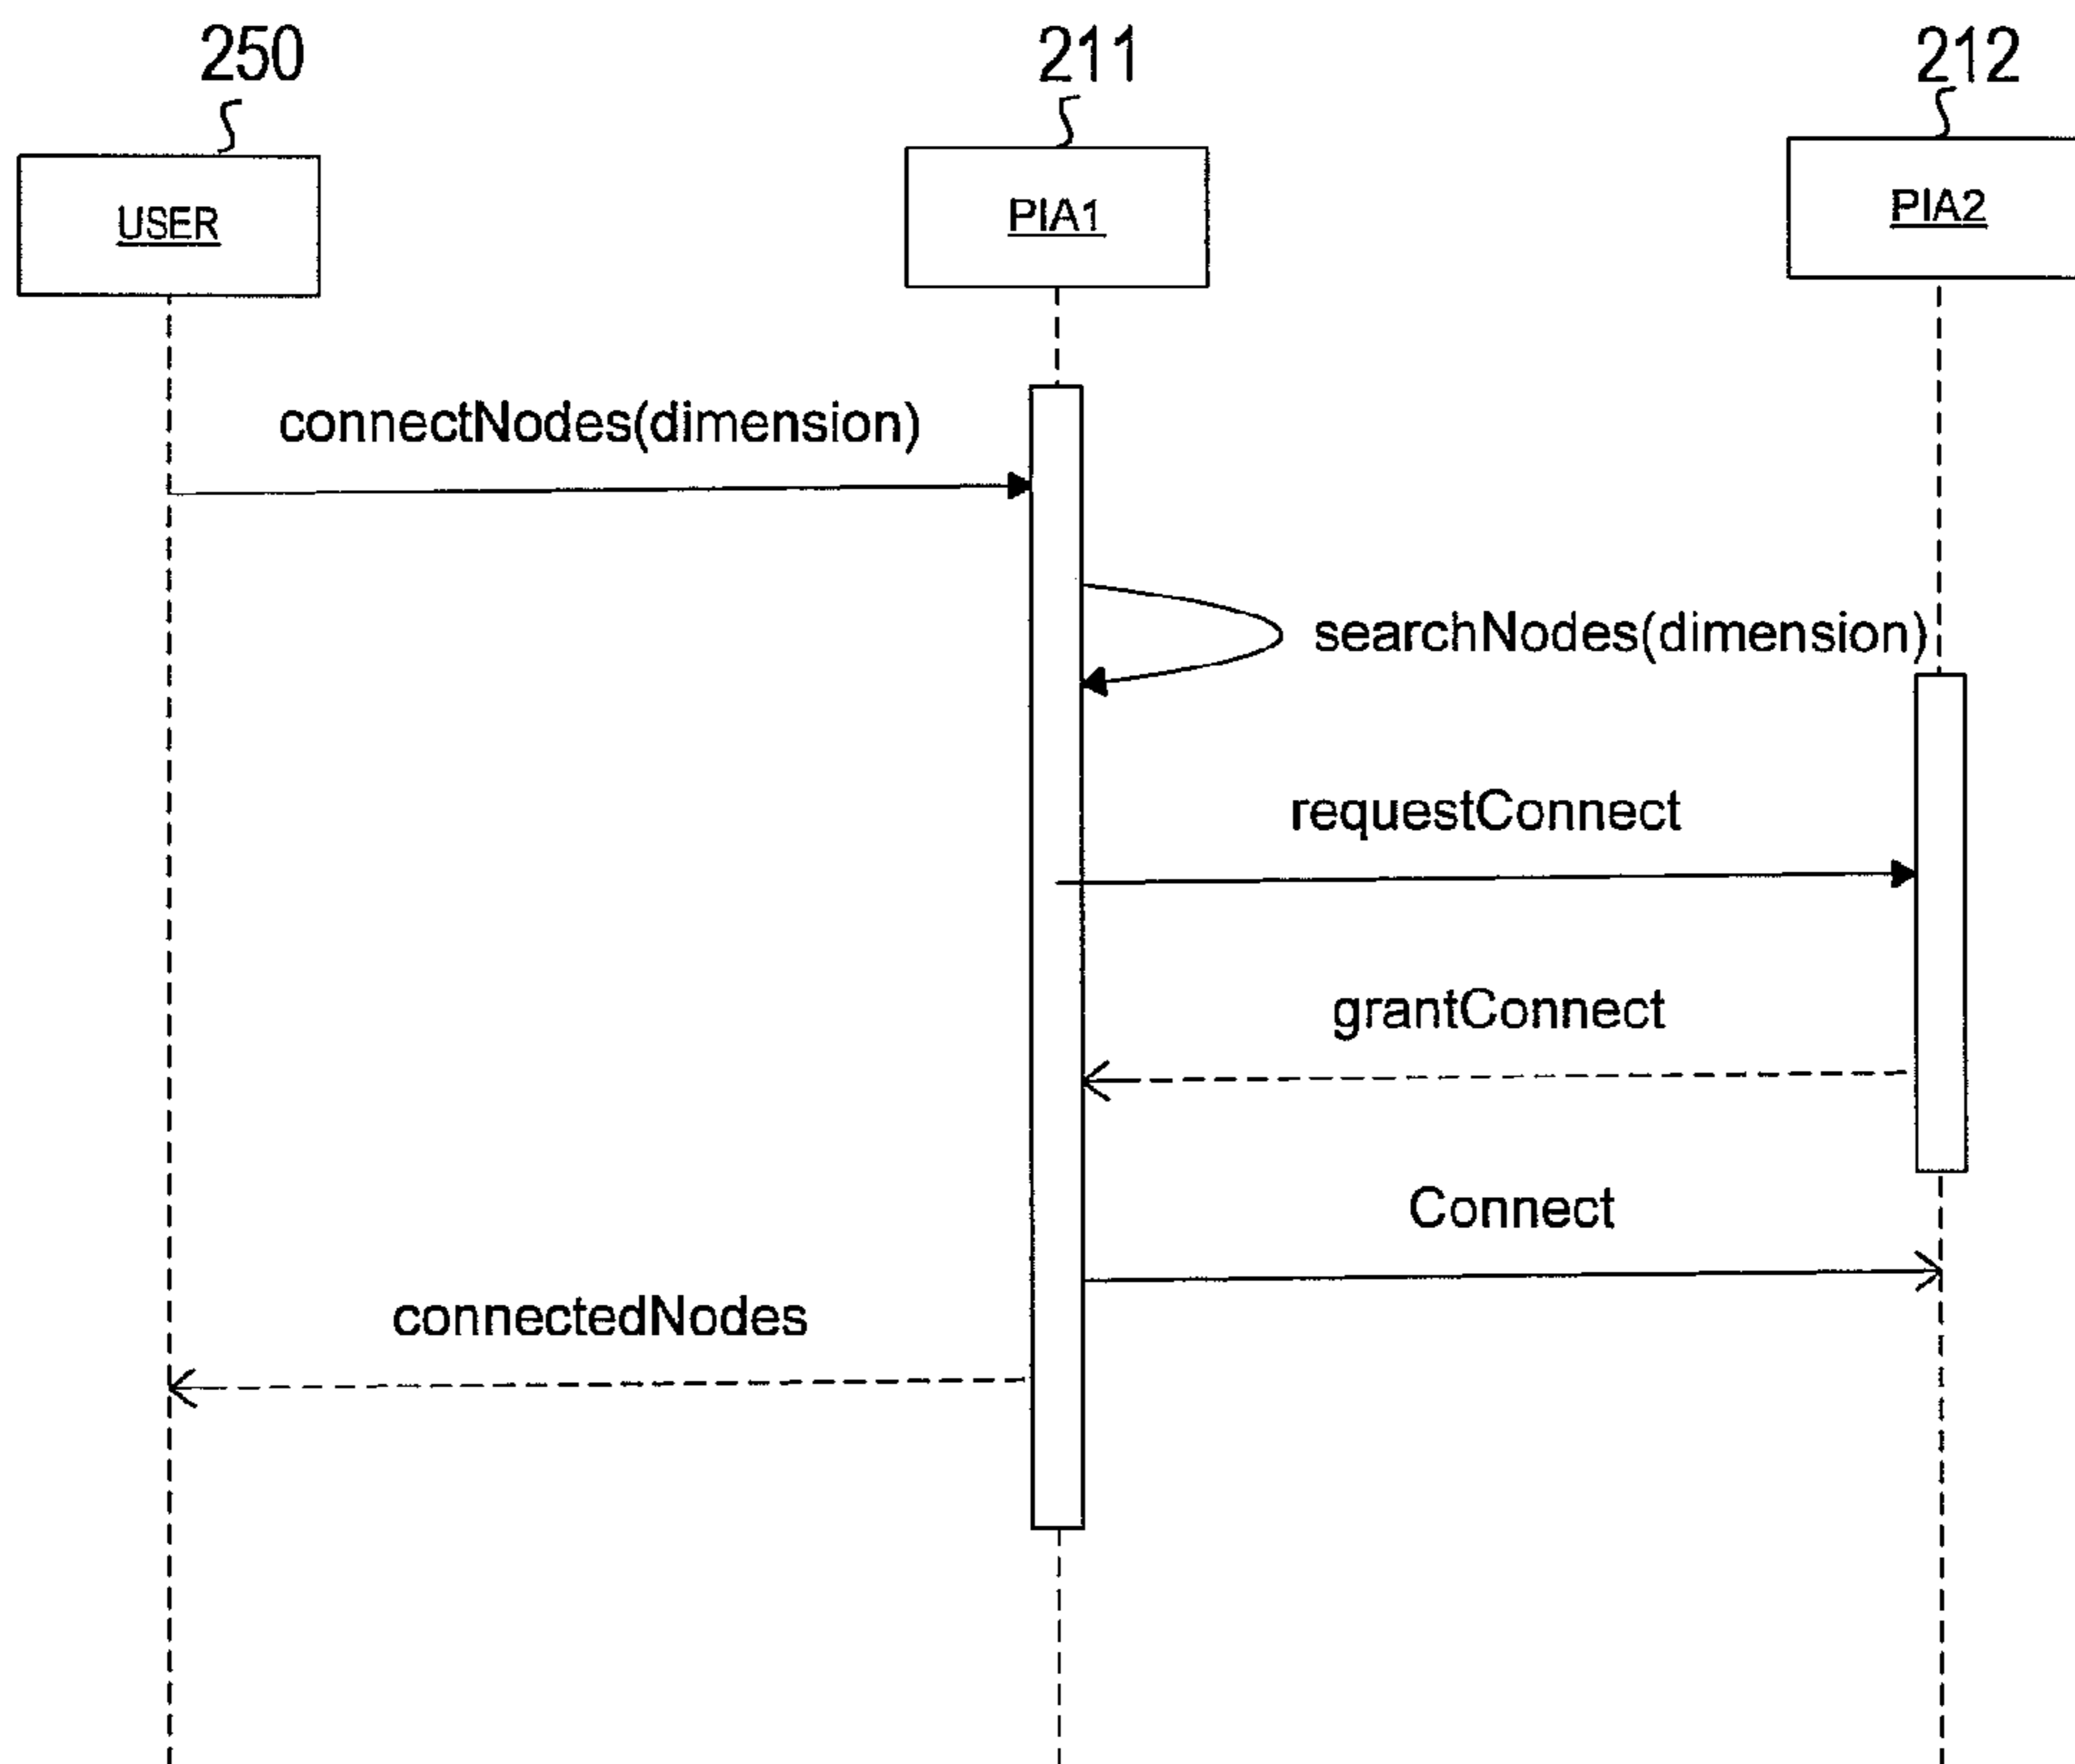 250
211
212
USER
PIA1
PIA2
connectNodes(dimension)
searchNodes(dimension)
requestConnect
grantConnect
Connect
connectedNodes